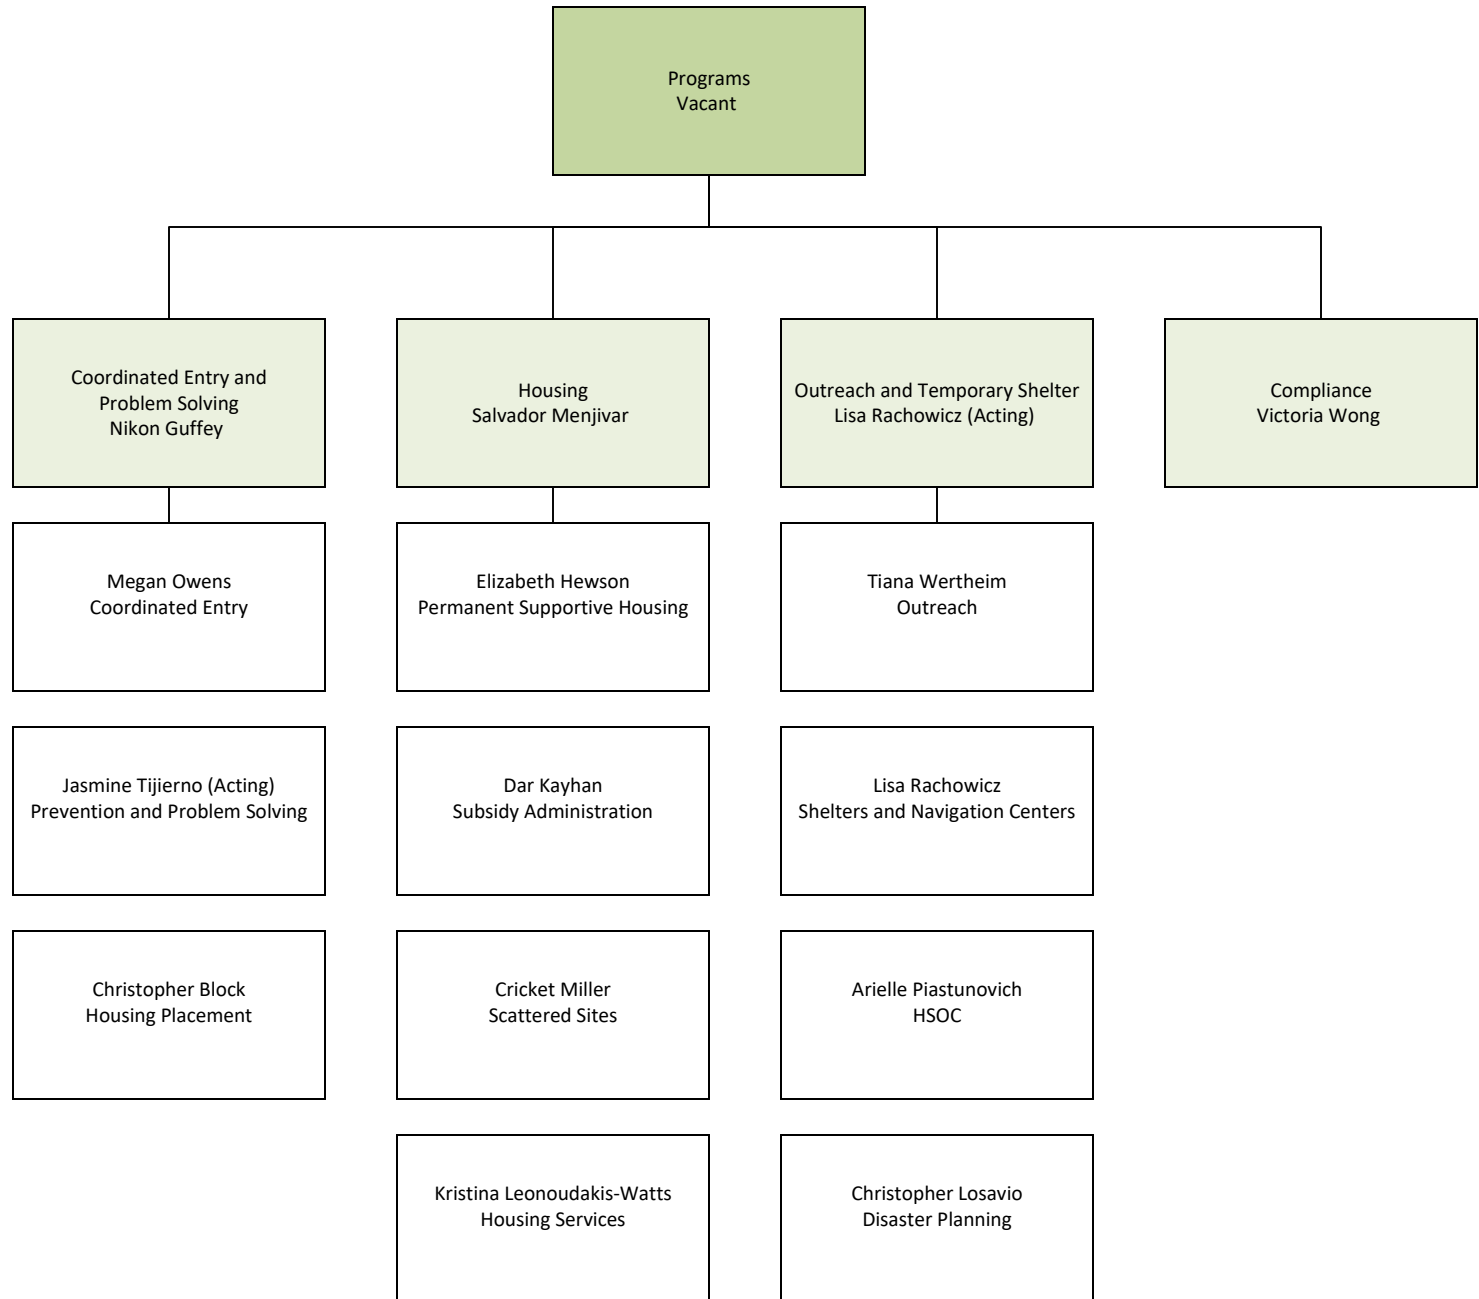 Programs
Vacant
Coordinated Entry and
Problem Solving
Nikon Guffey
Housing
Salvador Menjivar
Outreach and Temporary Shelter
Lisa Rachowicz (Acting)
Compliance
Victoria Wong
Megan Owens
Coordinated Entry
Elizabeth Hewson
Permanent Supportive Housing
Tiana Wertheim
Outreach
Jasmine Tijierno (Acting)
Prevention and Problem Solving
Dar Kayhan
Subsidy Administration
Lisa Rachowicz
Shelters and Navigation Centers
Christopher Block
Housing Placement
Cricket Miller
Scattered Sites
Arielle Piastunovich
HSOC
Kristina Leonoudakis-Watts
Housing Services
Christopher Losavio
Disaster Planning